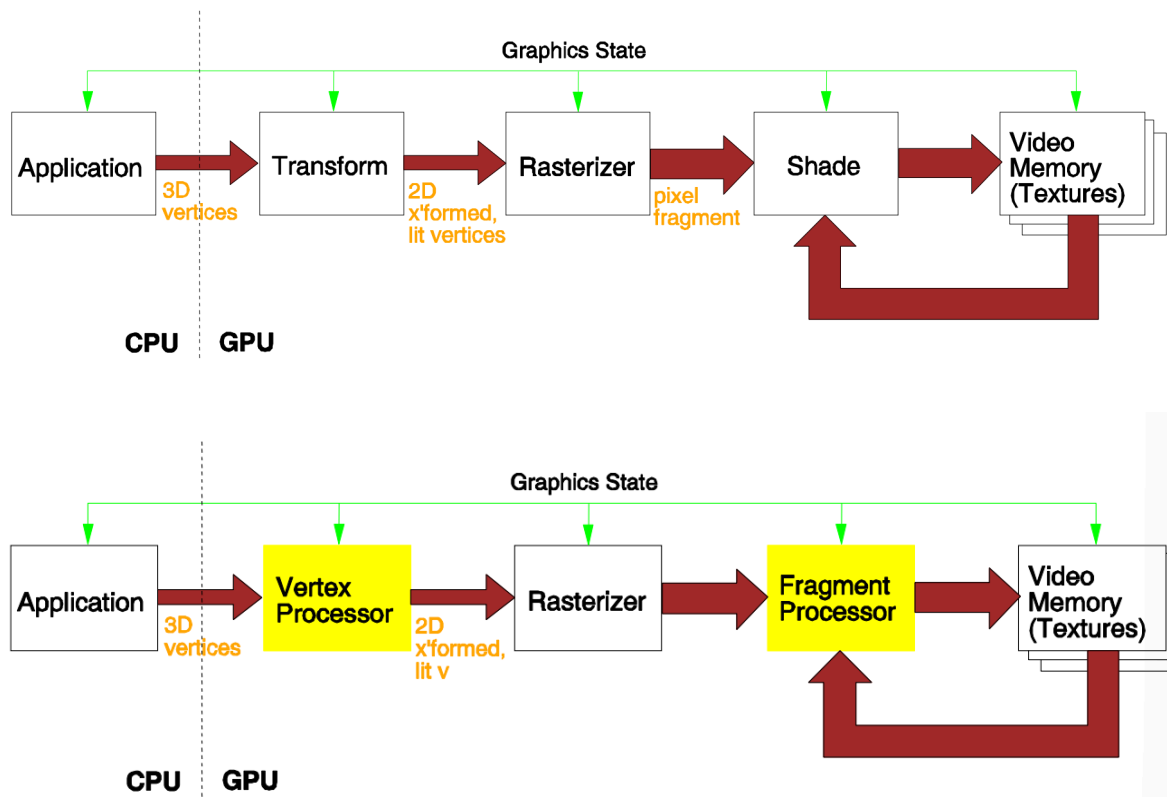 Graphics State
Application
Transform
Rasterizer
Shade
Video
Memory
(Textures)
3D
vertices
2D
x'formed,
lit vertices
pixel
fragment
CPU
GPU
Graphics State
Application
Vertex
Processor
Rasterizer
Fragment
Processor
Video
Memory
(Textures)
3D
vertices
2D
x'formed,
lit v
CPU
GPU